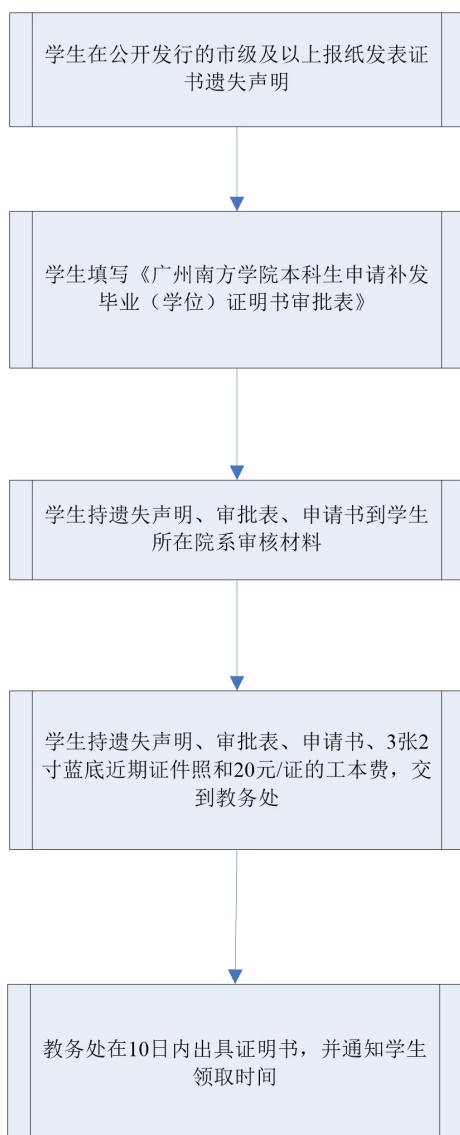 学生在公开发行的市级及以上报纸发表证
书遗失声明
学生填写《广州南方学院本科生申请补发
毕业（学位）证明书审批表》
学生持遗失声明、审批表、申请书到学生
所在院系审核材料
学生持遗失声明、审批表、申请书、3张2
寸蓝底近期证件照和20元/证的工本费，交
到教务处
教务处在10日内出具证明书，并通知学生
领取时间